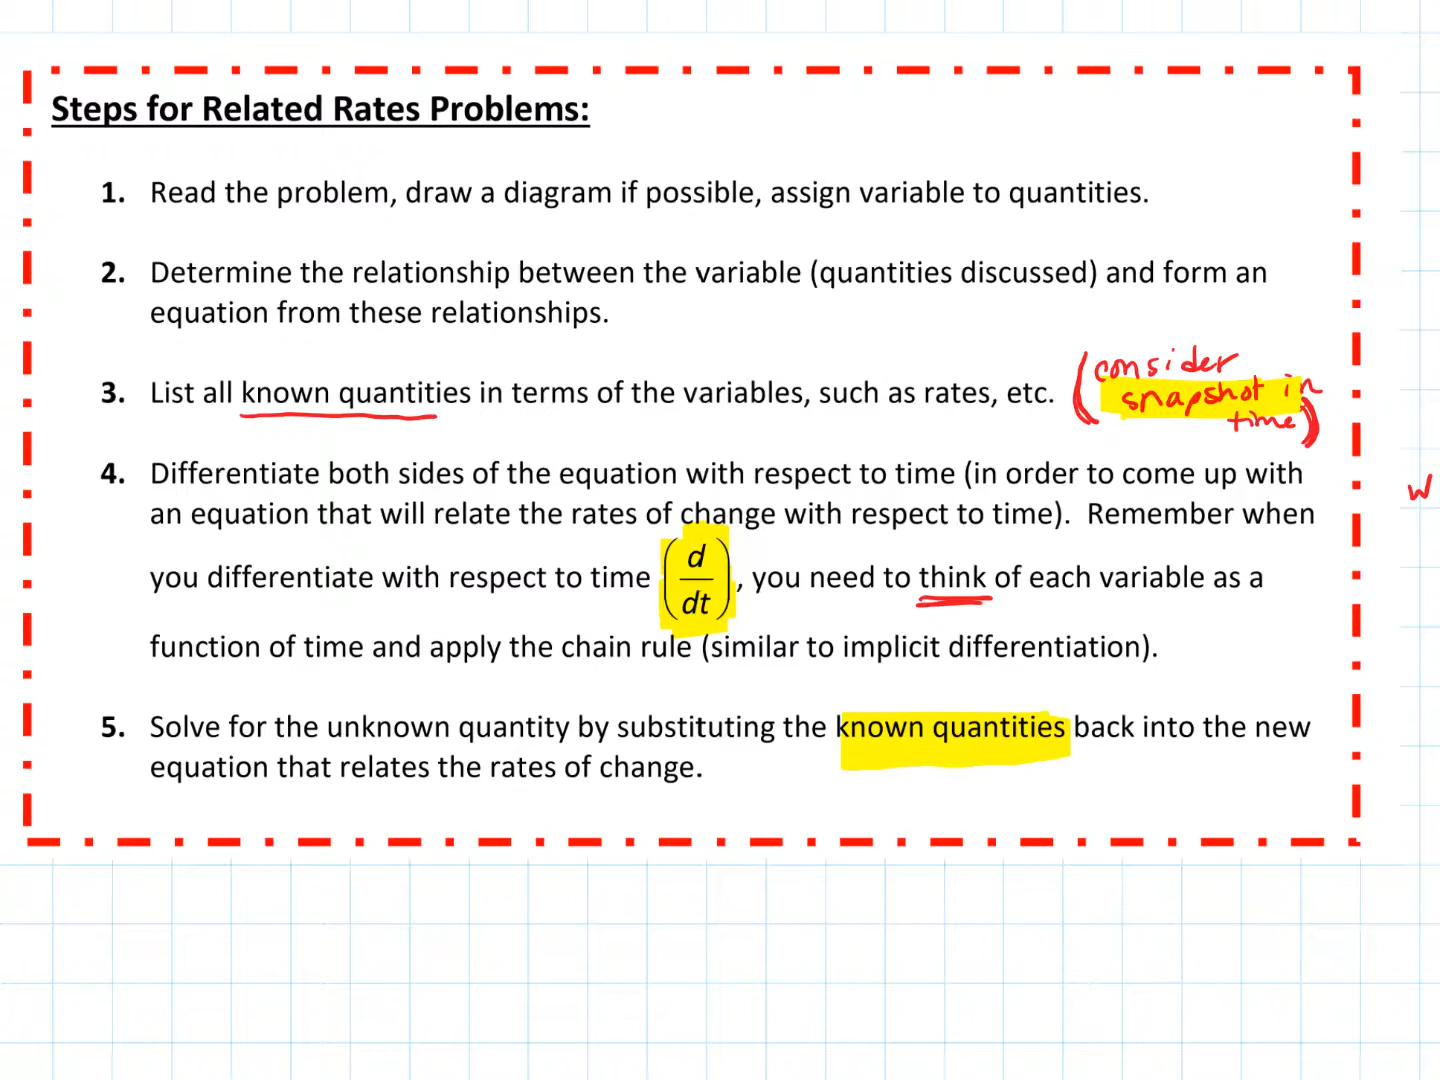 Steps for Related Rates Problems:
1. Read the problem, draw a diagram if possible, assign variable to quantities.
2. Determine the relationship between the variable (quantities discussed) and form an
equation from these relationships.
3. List all known quantities in terms of the variables, such as rates, etc. (consider
snapshot in
time)
4. Differentiate both sides of the equation with respect to time (in order to come up with
an equation that will relate the rates of change with respect to time). Remember when
you differentiate with respect to time (d/dt), you need to think of each variable as a
function of time and apply the chain rule (similar to implicit differentiation).
5. Solve for the unknown quantity by substituting the known quantities back into the new
equation that relates the rates of change.
w